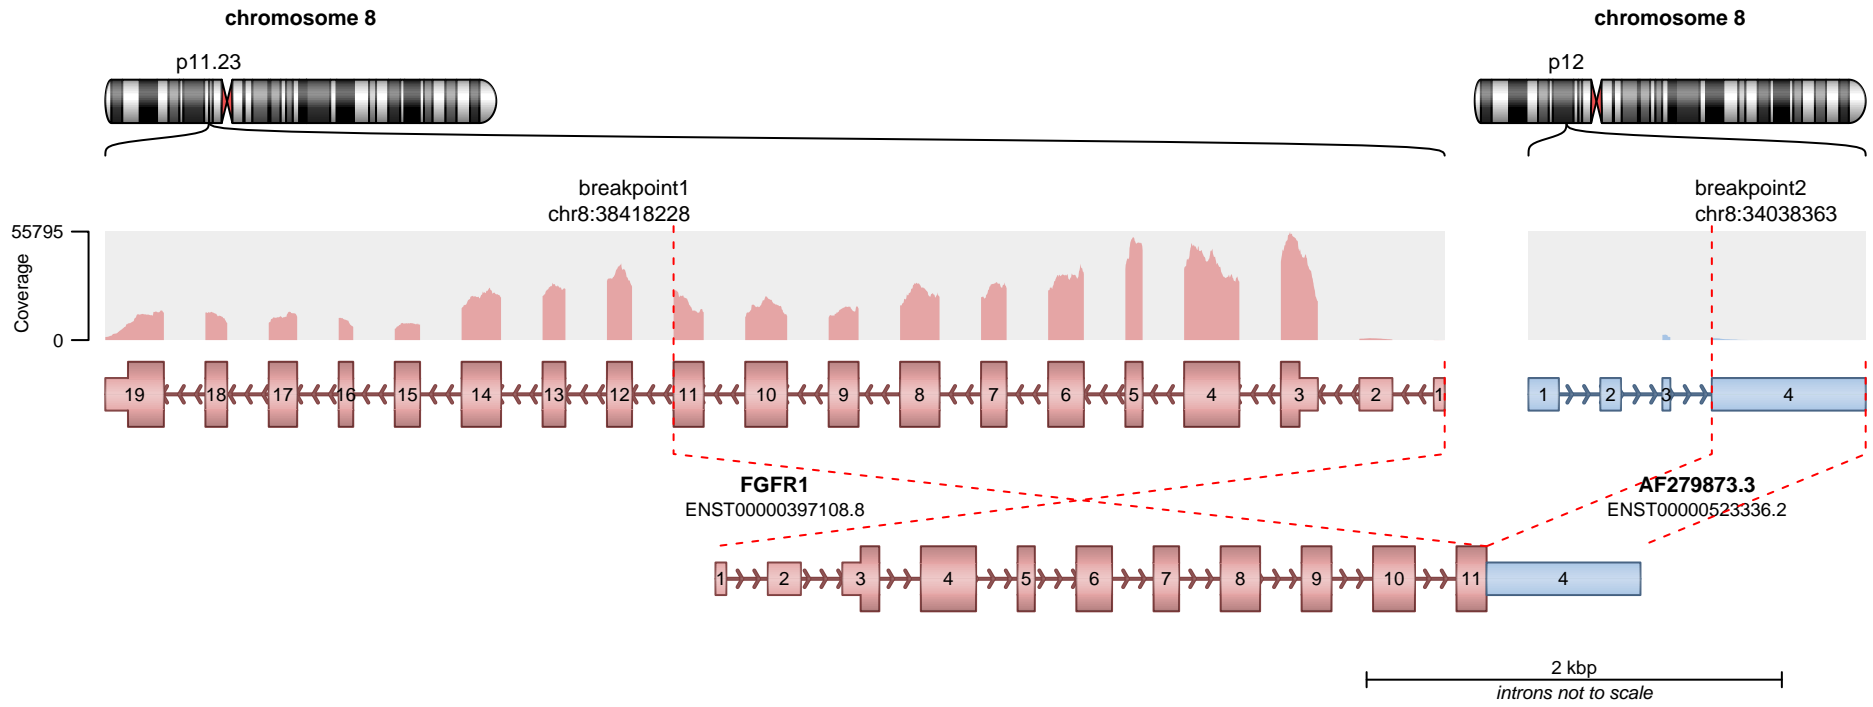 chromosome 8
chromosome 8
p11.23
p12
breakpoint1
chr8:38418228
breakpoint2
chr8:34038363
55795
Coverage
0
19 18 17 16 15 14 13 12 11 10 9 8 7 6 5 4 3 2 1
1 2 3 4
FGFR1
ENST00000397108.8
AF279873.3
ENST00000523336.2
1 2 3 4 5 6 7 8 9 10 11 4
2 kbp
introns not to scale